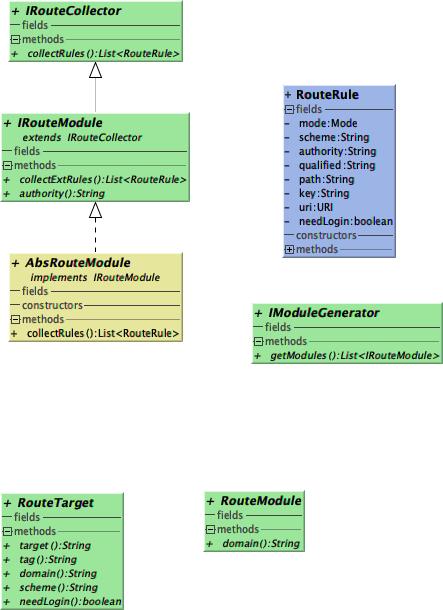 + IRouteCollector
fields
methods
+ collectRules():List<RouteRule>
+ IRouteModule
extends IRouteCollector
fields
methods
+ collectExtRules():List<RouteRule>
+ authority():String
+ AbsRouteModule
implements IRouteModule
fields
constructors
methods
+ collectRules():List<RouteRule>
+ RouteRule
fields
- mode:Mode
- scheme:String
- authority:String
- qualified:String
- path:String
- key:String
- uri:URI
- needLogin:boolean
constructors
methods
+ IModuleGenerator
fields
methods
+ getModules():List<IRouteModule>
+ RouteTarget
fields
methods
+ target():String
+ tag():String
+ domain():String
+ scheme():String
+ needLogin():boolean
+ RouteModule
fields
methods
+ domain():String